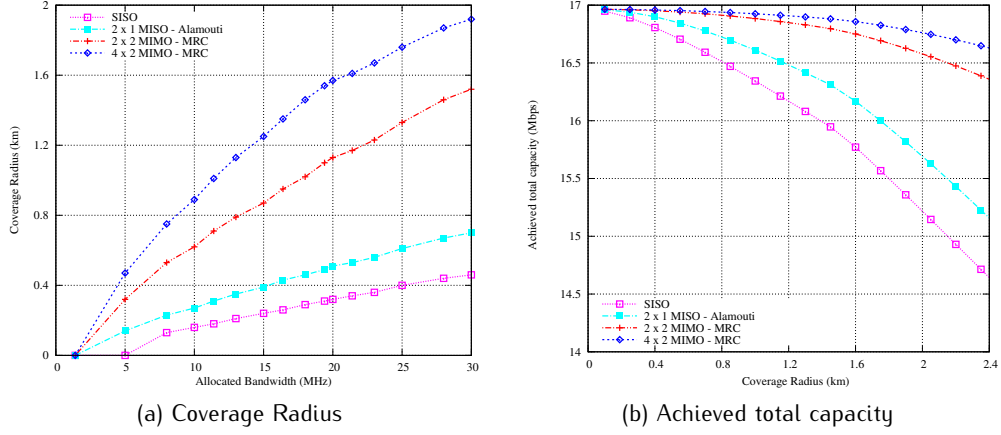 2
1.6
1.2
0.8
0.4
0
Coverage Radius (km)
SISO
2 x 1 MISO - Alamouti
2 x 2 MIMO - MRC
4 x 2 MIMO - MRC
0 5 10 15 20 25 30
Allocated Bandwidth (MHz)
(a) Coverage Radius
17
16.5
16
15.5
15
14.5
14
Achieved total capacity (Mbps)
SISO
2 x 1 MISO - Alamouti
2 x 2 MIMO - MRC
4 x 2 MIMO - MRC
0 0.4 0.8 1.2 1.6 2 2.4
Coverage Radius (km)
(b) Achieved total capacity